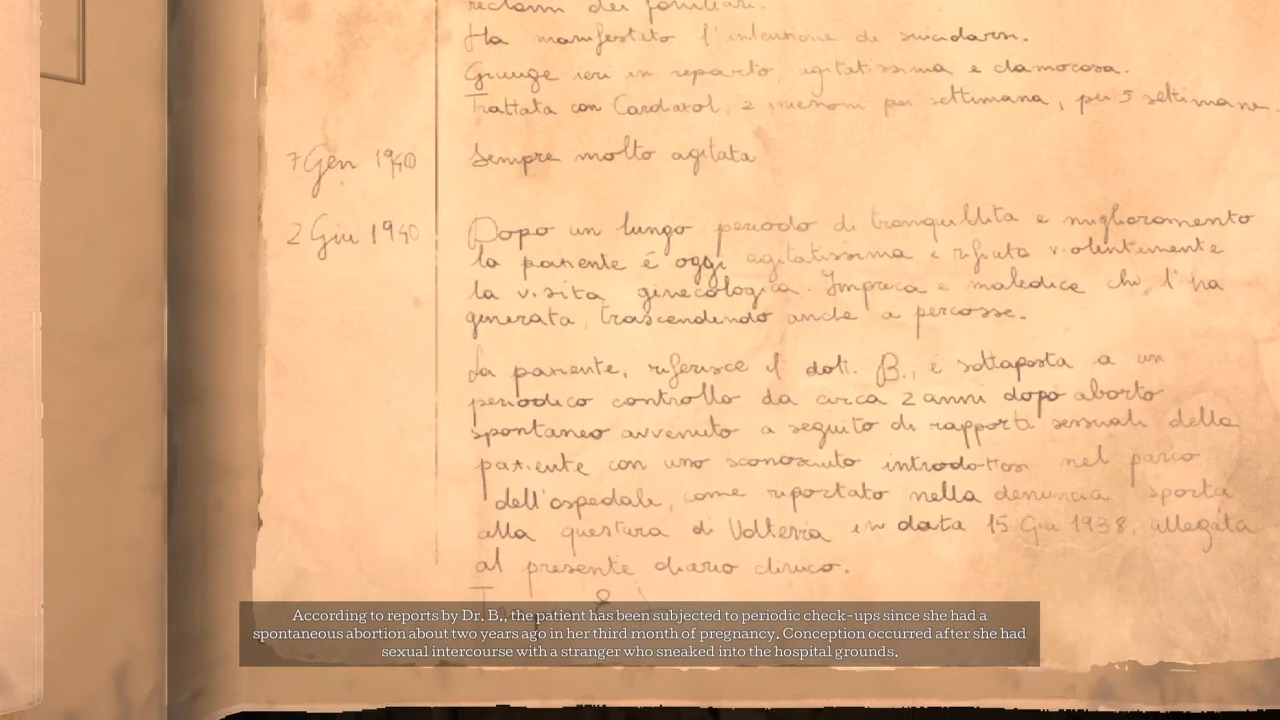 reclami dei familiari.
Ha manifestato l'intenzione di suicidarsi.
Giunge ieri in reparto, agitatissima e clamorosa.
Trattata con Cardiazol, 2 iniezioni per settimana, per 5 settimane
7 Gen 1940
Sempre molto agitata
2 Giu 1940
Dopo un lungo periodo di tranquillità e miglioramento
la paziente è oggi agitatissima e rifiuta violentemente
la visita ginecologica. Impreca e maledice chi l'ha
generata, trascendendo anche a percosse.
La paziente, riferisce il dott. B., è sottoposta a un
periodico controllo da circa 2 anni dopo aborto
spontaneo avvenuto a seguito di rapporti sessuali della
paziente con uno sconosciuto introdottosi nel parco
dell'ospedale, come riportato nella denuncia sporta
alla questura di Volterra in data 15 Giu 1938, allegata
al presente diario clinico.
According to reports by Dr. B., the patient has been subjected to periodic check-ups since she had a
spontaneous abortion about two years ago in her third month of pregnancy. Conception occurred after she had
sexual intercourse with a stranger who sneaked into the hospital grounds.